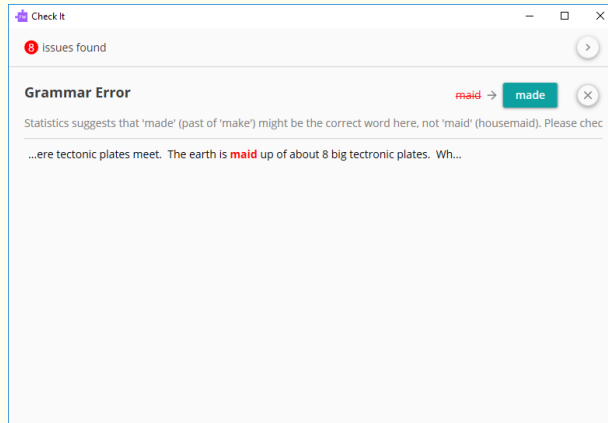 Check It
8 issues found
Grammar Error
maid → made
Statistics suggests that 'made' (past of 'make') might be the correct word here, not 'maid' (housemaid). Please chec
...ere tectonic plates meet.  The earth is maid up of about 8 big tectronic plates.  Wh...